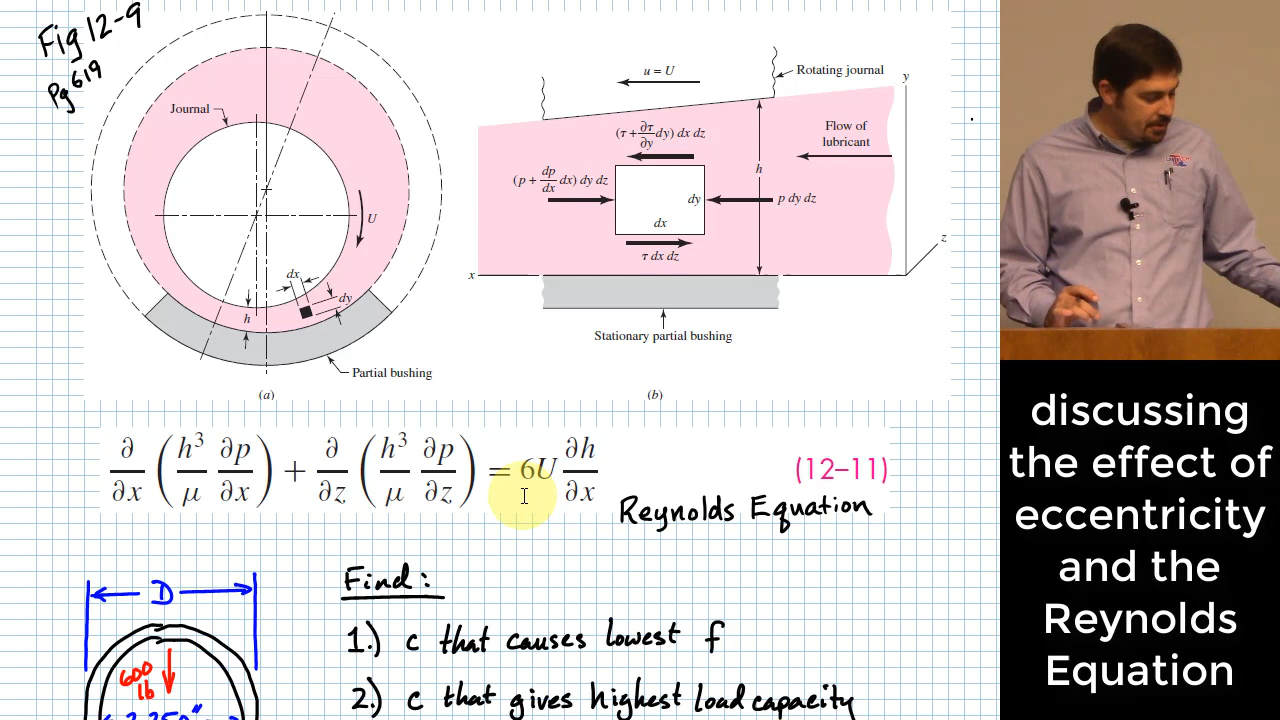 Fig 12-9
Pg 619
Journal
U
dx
dy
h
Partial bushing
(a)
u = U
Rotating journal
y
(τ + ∂τ/∂y dy) dx dz
Flow of
lubricant
h
(p + dp/dx dx) dy dz
dy
p dy dz
dx
z
τ dx dz
x
Stationary partial bushing
(b)
∂/∂x (h³/μ ∂p/∂x) + ∂/∂z (h³/μ ∂p/∂z) = 6U ∂h/∂x
(12–11)
Reynolds Equation
D
Find:
1.) c that causes lowest f
600
lb
2.) c that gives highest load capacity
discussing
the effect of
eccentricity
and the
Reynolds
Equation